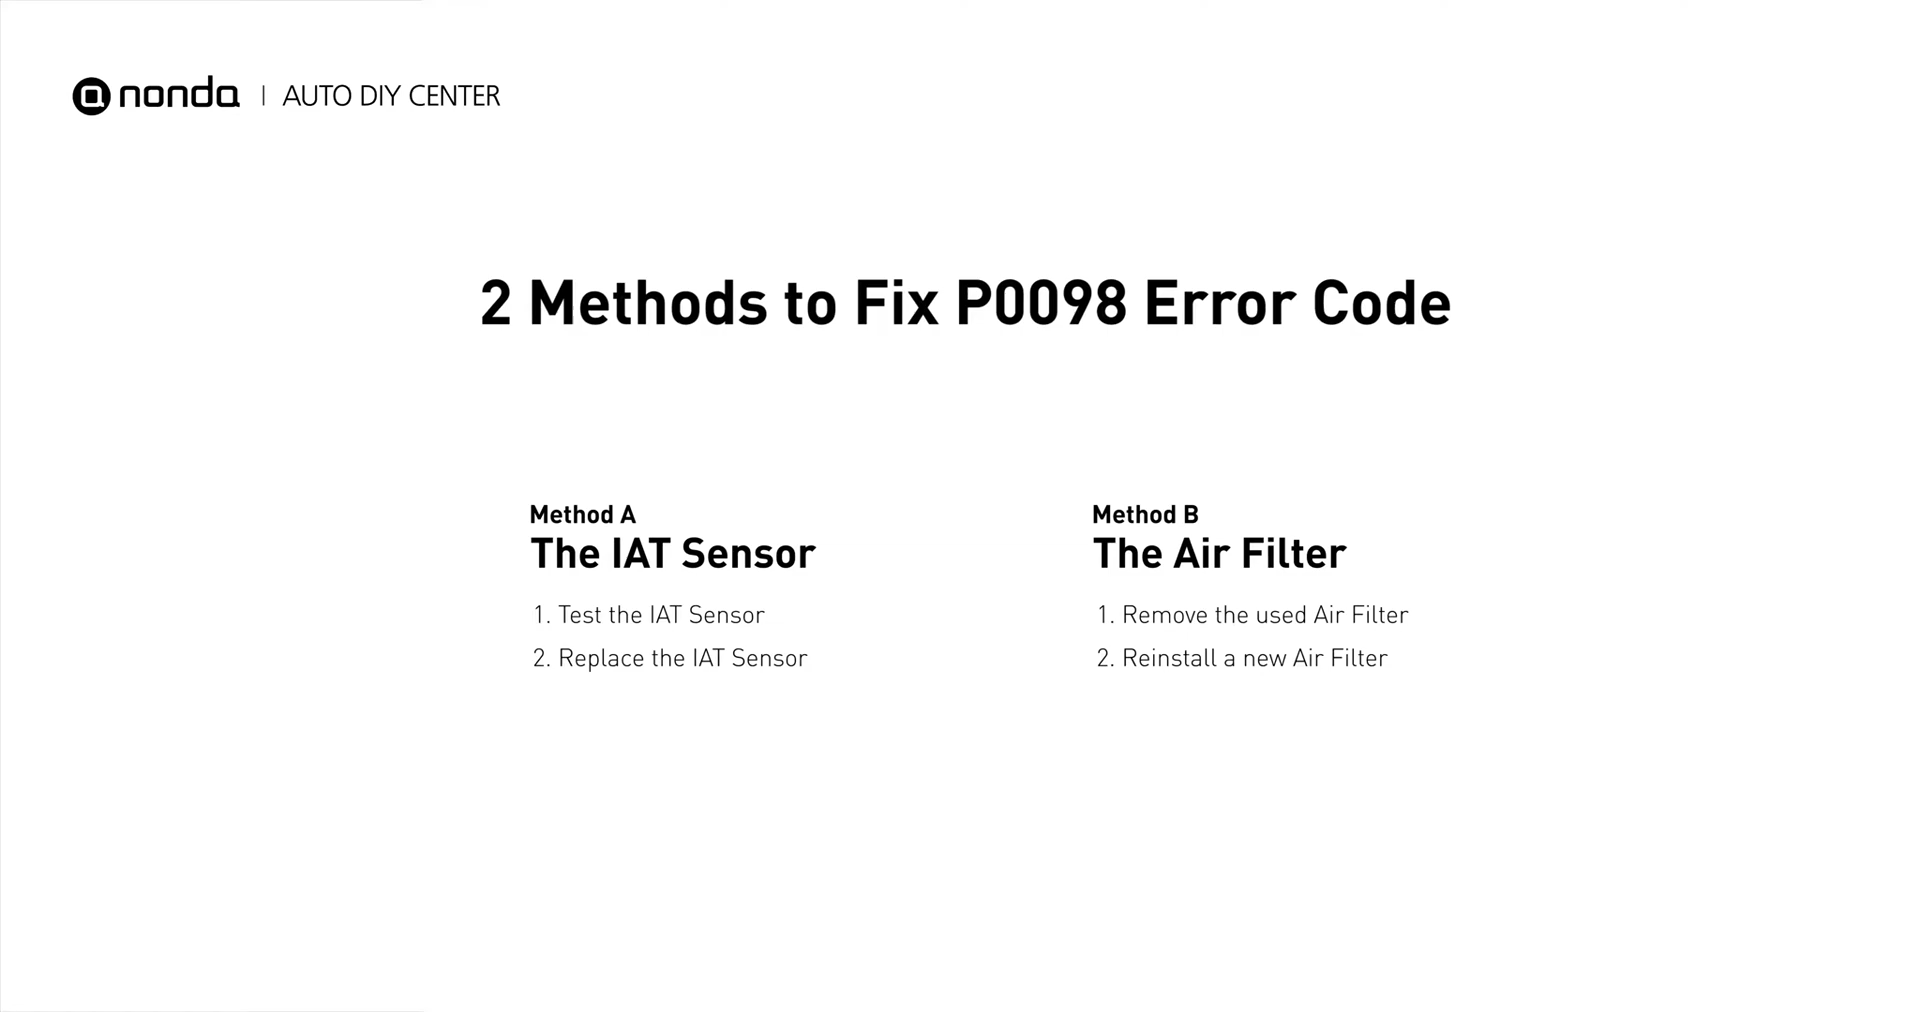 nonda | AUTO DIY CENTER
2 Methods to Fix P0098 Error Code
Method A
The IAT Sensor
1. Test the IAT Sensor
2. Replace the IAT Sensor
Method B
The Air Filter
1. Remove the used Air Filter
2. Reinstall a new Air Filter